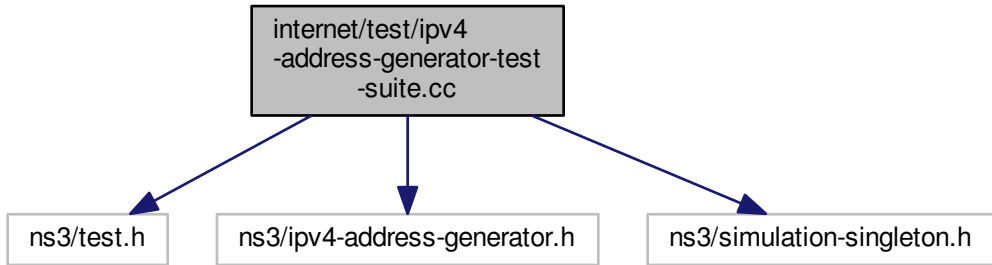 internet/test/ipv4
-address-generator-test
-suite.cc
ns3/test.h
ns3/ipv4-address-generator.h
ns3/simulation-singleton.h